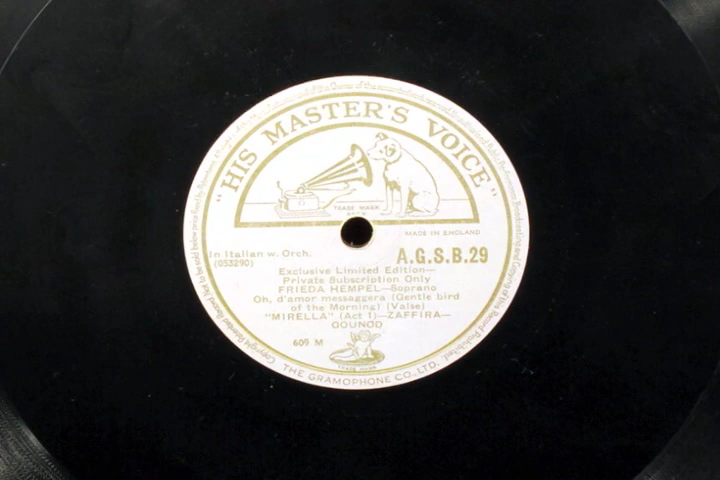 "HIS MASTER'S VOICE"
TRADE MARK
MADE IN ENGLAND
In Italian w. Orch.
(053290)
A.G.S.B.29
Exclusive Limited Edition—
Private Subscription Only
FRIEDA HEMPEL—Soprano
Oh, d'amor messaggera (Gentle bird
of the Morning) (Valse)
"MIRELLA" (Act 1)—ZAFFIRA—
GOUNOD
609 M
TRADE MARK
THE GRAMOPHONE CO., LTD.